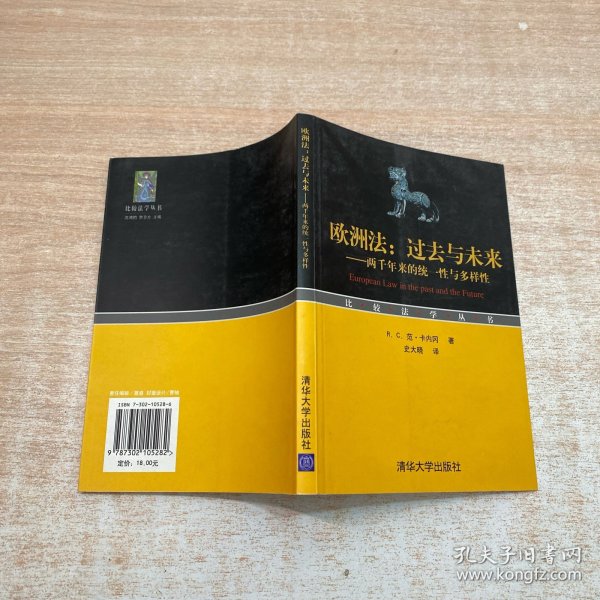 欧洲法：过去与未来
——两千年来的统一性与多样性
European Law in the past and the Future
比较法学丛书
R. C. 范·卡内冈 著
史大晓 译
清华大学出版社
欧洲法：过去与未来——两千年来的统一性与多样性
清华大学出版社
比较法学丛书
ISBN 7-302-10528-6
9 787302 105282 >
定价：18.00元
孔夫子旧书网
www.kongfz.com